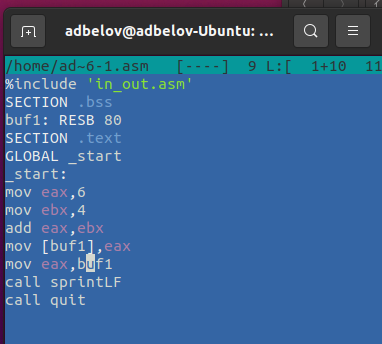 adbelov@adbelov-Ubuntu: ...
/home/ad~6-1.asm [----] 9 L:[ 1+10 11
%include 'in_out.asm'
SECTION .bss
buf1: RESB 80
SECTION .text
GLOBAL _start
_start:
mov eax,6
mov ebx,4
add eax,ebx
mov [buf1],eax
mov eax,buf1
call sprintLF
call quit